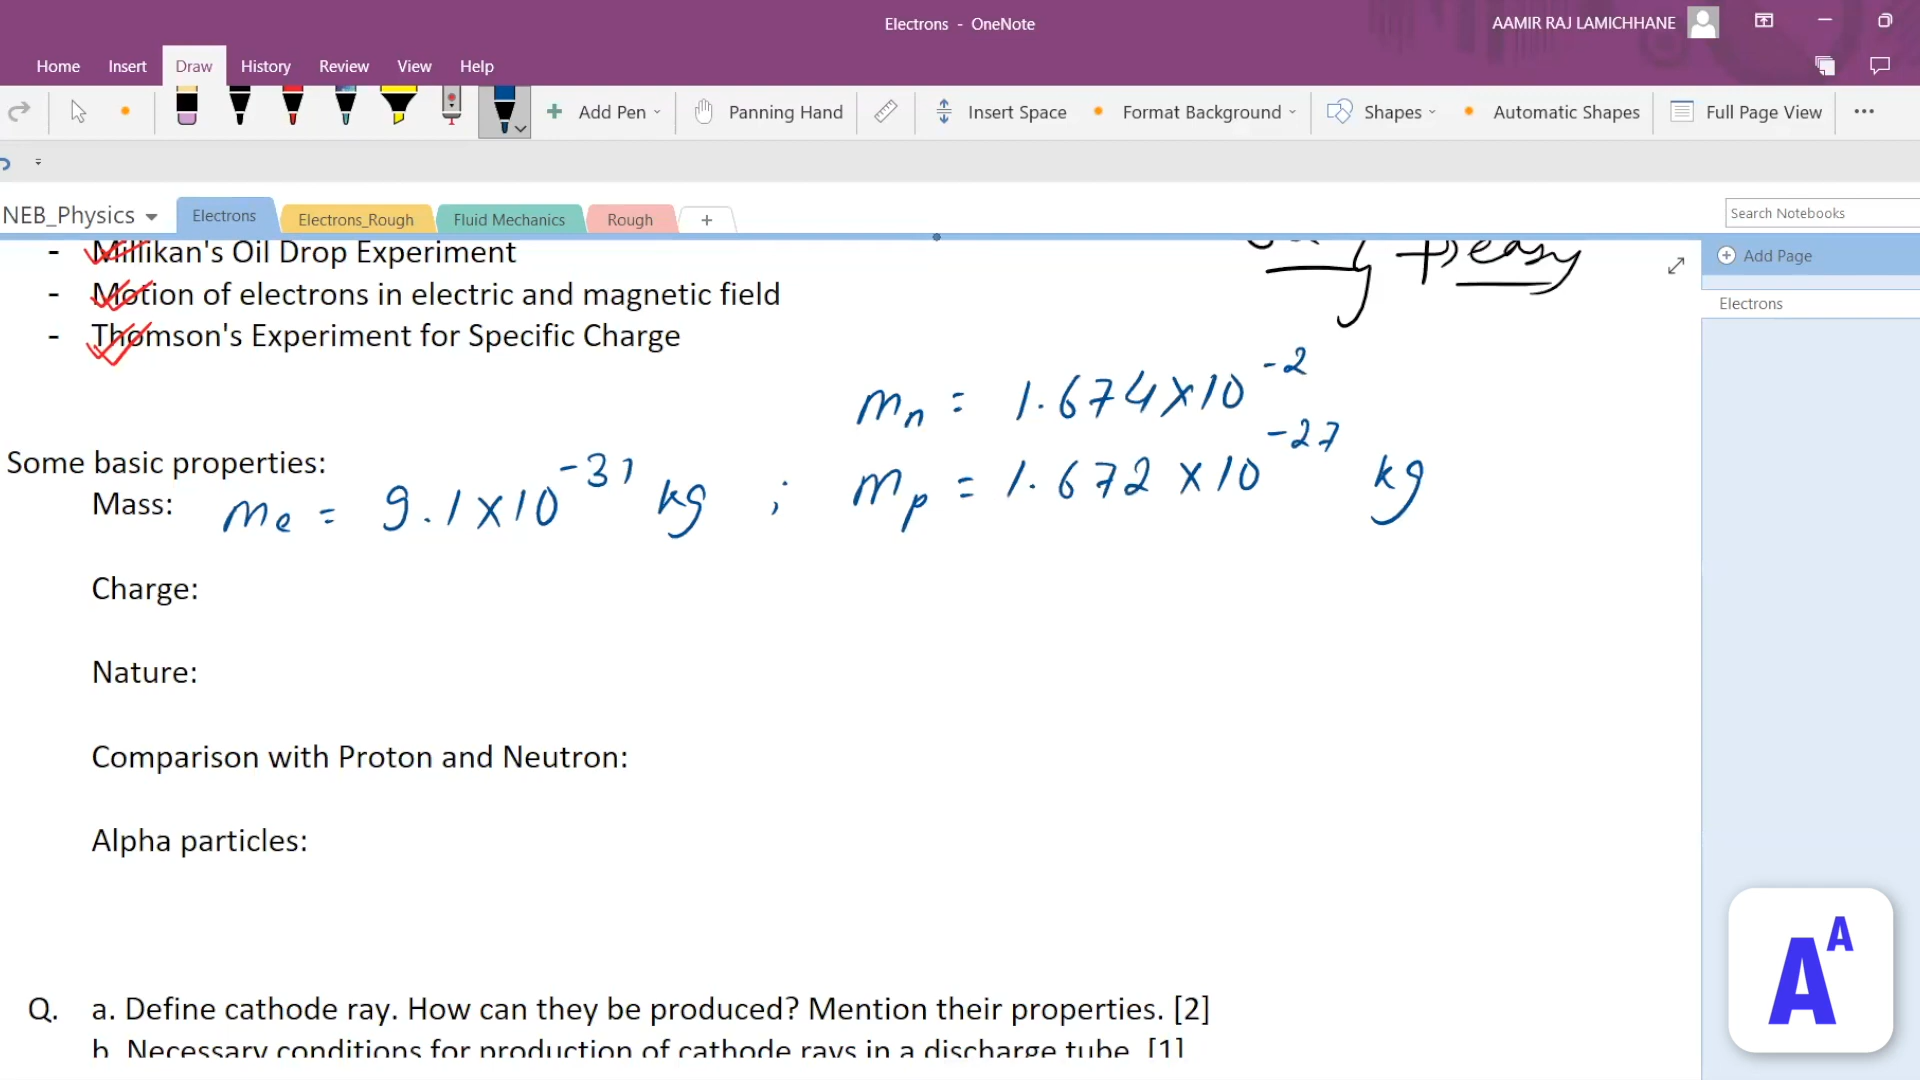 Electrons - OneNote
AAMIR RAJ LAMICHHANE
Home Insert Draw History Review View Help
Add Pen Panning Hand Insert Space Format Background Shapes Automatic Shapes Full Page View
NEB_Physics Electrons Electrons_Rough Fluid Mechanics Rough +
Search Notebooks
Add Page
Electrons
- Millikan's Oil Drop Experiment
- Motion of electrons in electric and magnetic field
- Thomson's Experiment for Specific Charge
easy
mn = 1.674×10^-2
Some basic properties:
Mass: me = 9.1×10^-31 kg ; mp = 1.672×10^-27 kg
Charge:
Nature:
Comparison with Proton and Neutron:
Alpha particles:
Q. a. Define cathode ray. How can they be produced? Mention their properties. [2]
b. Necessary conditions for production of cathode rays in a discharge tube. [1]
A A